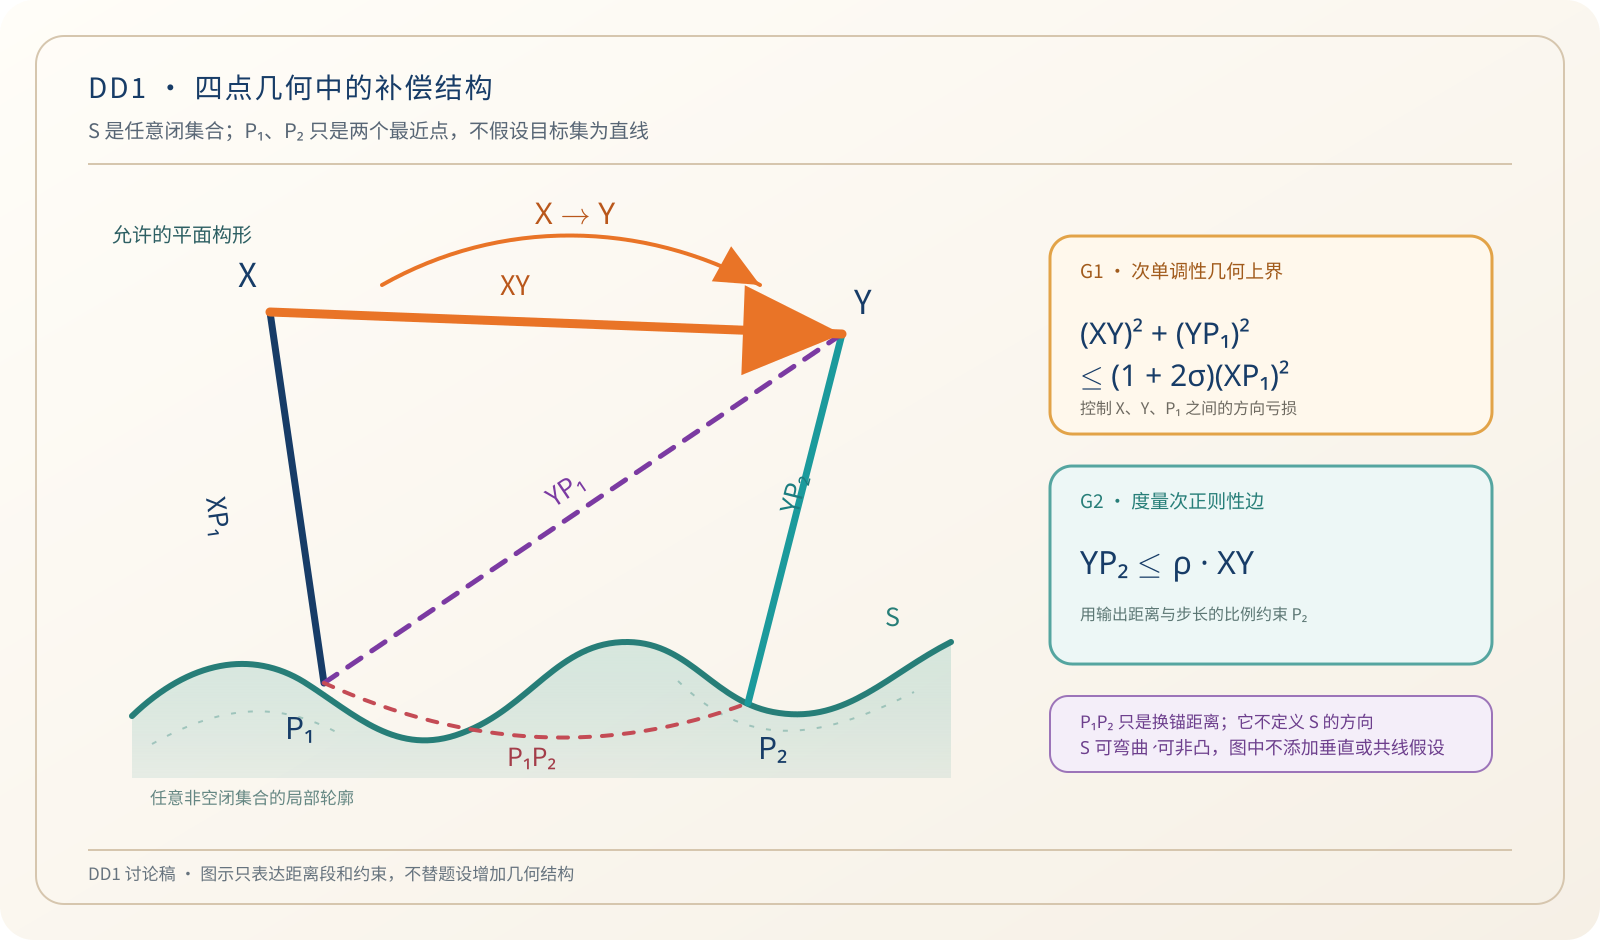 DD1 · 四点几何中的补偿结构
S 是任意闭集合；P₁、P₂ 只是两个最近点，不假设目标集为直线
允许的平面构形
X → Y
X
XY
Y
XP₁
YP₁
YP₂
S
P₁
P₁P₂
P₂
任意非空闭集合的局部轮廓
G1 · 次单调性几何上界
(XY)² + (YP₁)²
≤ (1 + 2σ)(XP₁)²
控制 X、Y、P₁ 之间的方向亏损
G2 · 度量次正则性边
YP₂ ≤ ρ · XY
用输出距离与步长的比例约束 P₂
P₁P₂ 只是换锚距离；它不定义 S 的方向
S 可弯曲、可非凸，图中不添加垂直或共线假设
DD1 讨论稿 · 图示只表达距离段和约束，不替题设增加几何结构